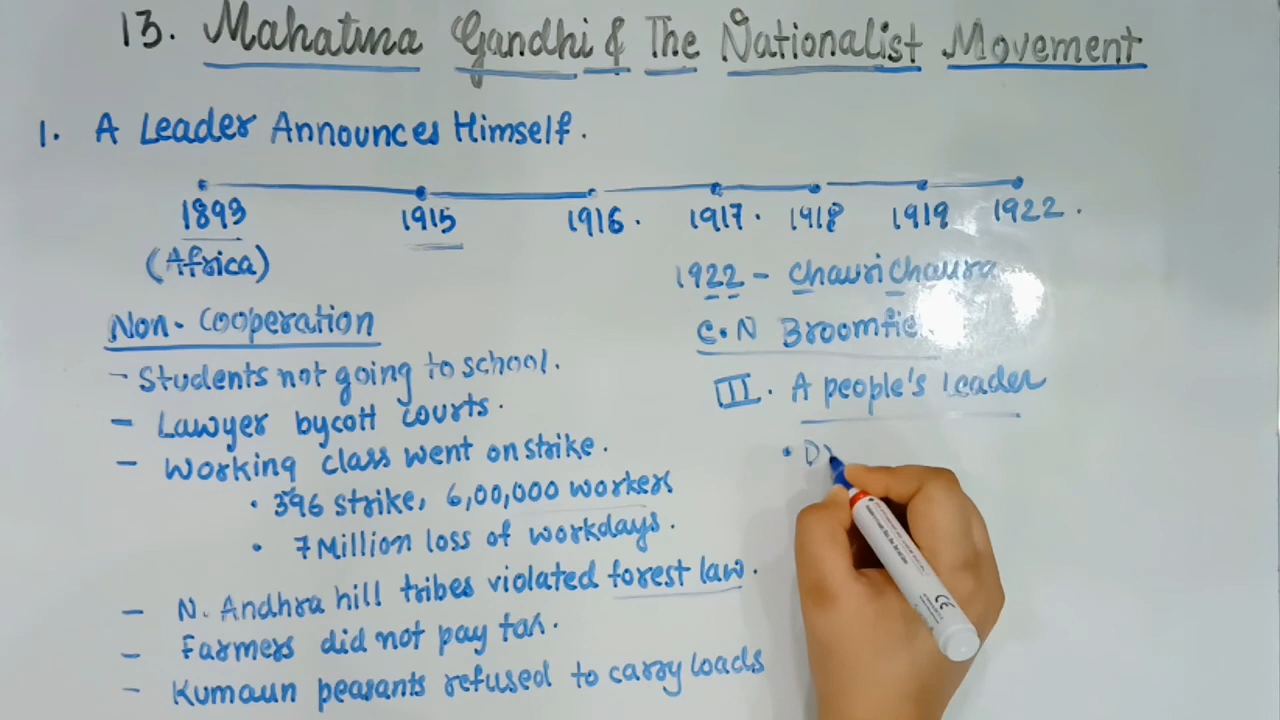 13. Mahatma Gandhi & The Nationalist Movement
1. A Leader Announces Himself.
1893 1915 1916. 1917. 1918 1919 1922.
(Africa)
Non-Cooperation
- Students not going to school.
- Lawyer bycott courts.
- Working class went on strike.
• 396 strike, 6,00,000 workers
• 7 Million loss of workdays.
- N. Andhra hill tribes violated forest law.
- Farmers did not pay tax.
- Kumaun peasants refused to carry loads
1922 - Chauri Chaura
C.N
III. A people's leader